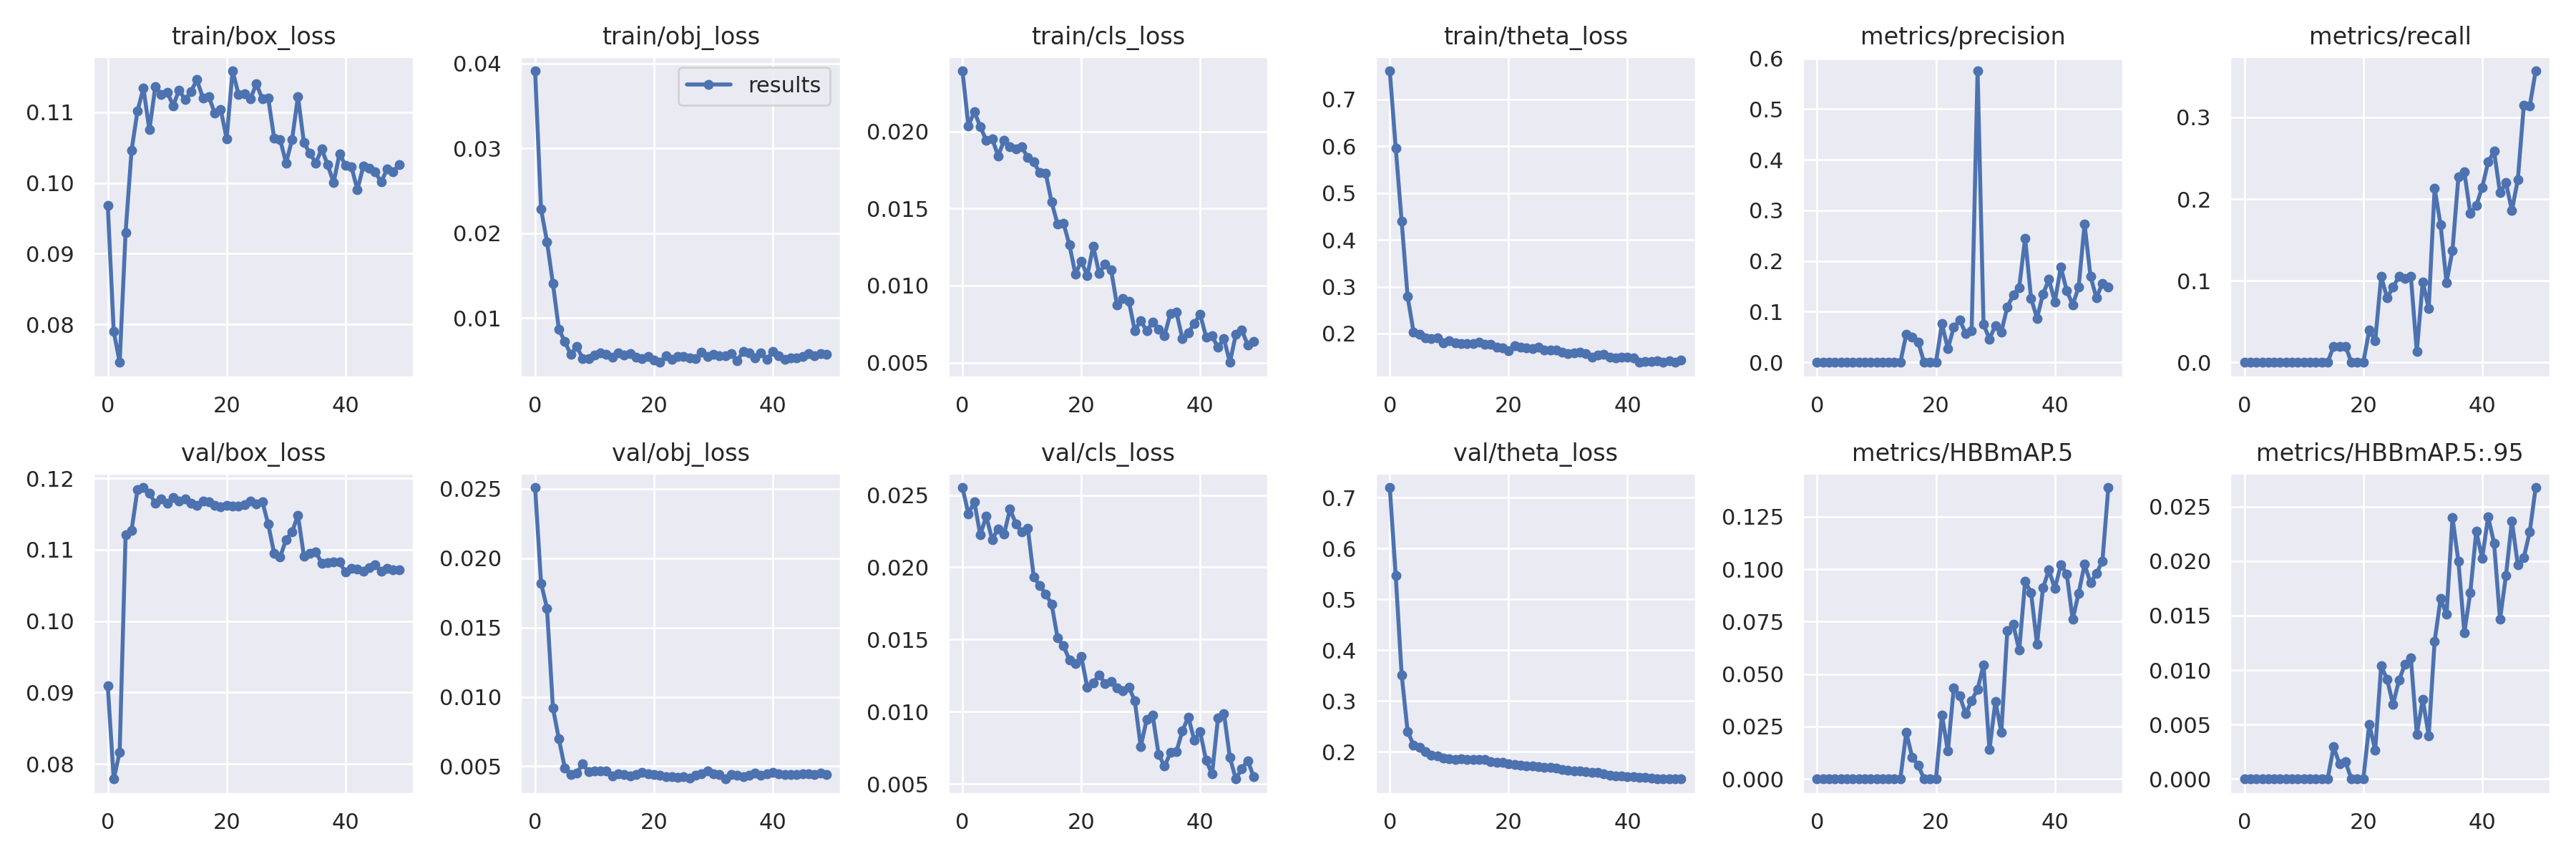 train/box_loss
0.11
0.10
0.09
0.08
0 20 40
train/obj_loss
results
0.04
0.03
0.02
0.01
0 20 40
train/cls_loss
0.020
0.015
0.010
0.005
0 20 40
train/theta_loss
0.7
0.6
0.5
0.4
0.3
0.2
0 20 40
metrics/precision
0.6
0.5
0.4
0.3
0.2
0.1
0.0
0 20 40
metrics/recall
0.3
0.2
0.1
0.0
0 20 40
val/box_loss
0.12
0.11
0.10
0.09
0.08
0 20 40
val/obj_loss
0.025
0.020
0.015
0.010
0.005
0 20 40
val/cls_loss
0.025
0.020
0.015
0.010
0.005
0 20 40
val/theta_loss
0.7
0.6
0.5
0.4
0.3
0.2
0 20 40
metrics/HBBmAP.5
0.125
0.100
0.075
0.050
0.025
0.000
0 20 40
metrics/HBBmAP.5:.95
0.025
0.020
0.015
0.010
0.005
0.000
0 20 40